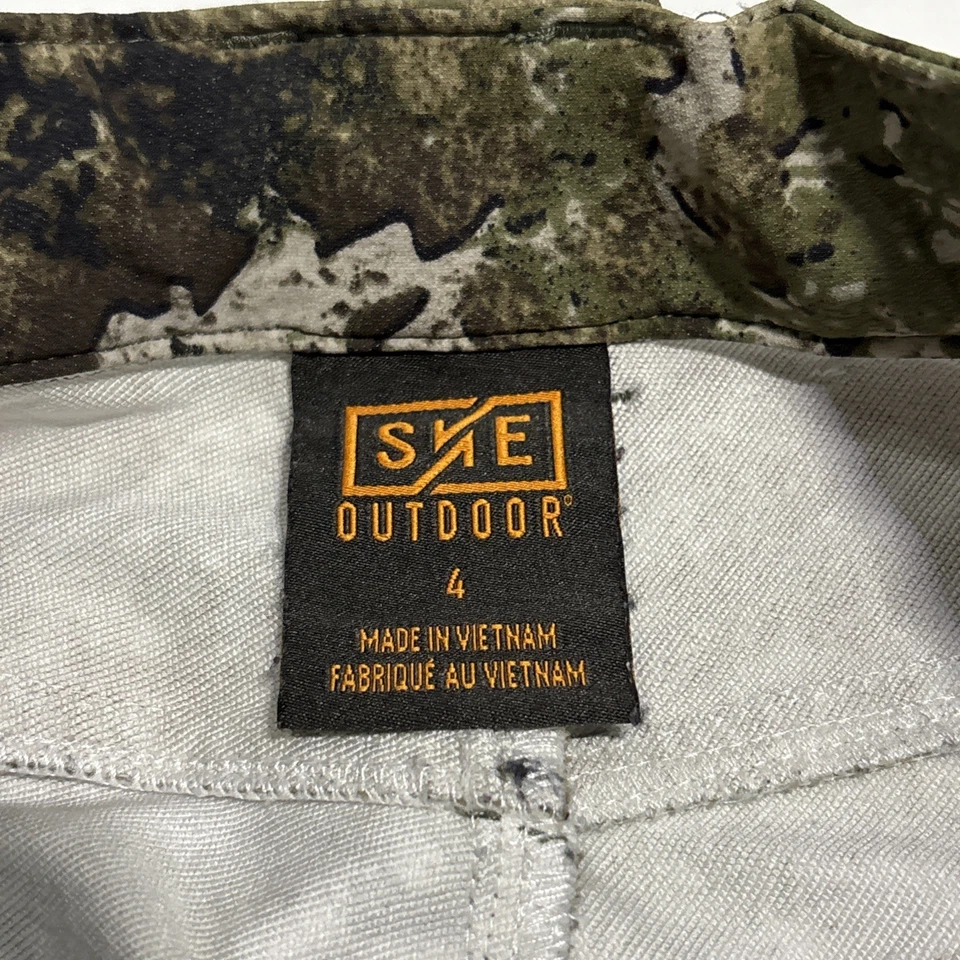 SHE
OUTDOOR®
4
MADE IN VIETNAM
FABRIQUÉ AU VIETNAM